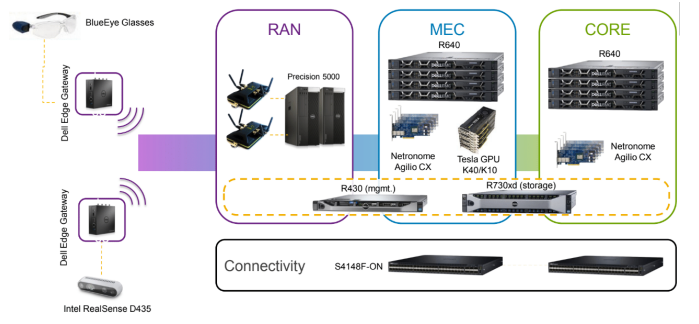 BlueEye Glasses
Dell Edge Gateway
Dell Edge Gateway
Intel RealSense D435
RAN
Precision 5000
MEC
R640
Netronome
Agilio CX
Tesla GPU
K40/K10
CORE
R640
Netronome
Agilio CX
R430 (mgmt.)
R730xd (storage)
Connectivity
S4148F-ON